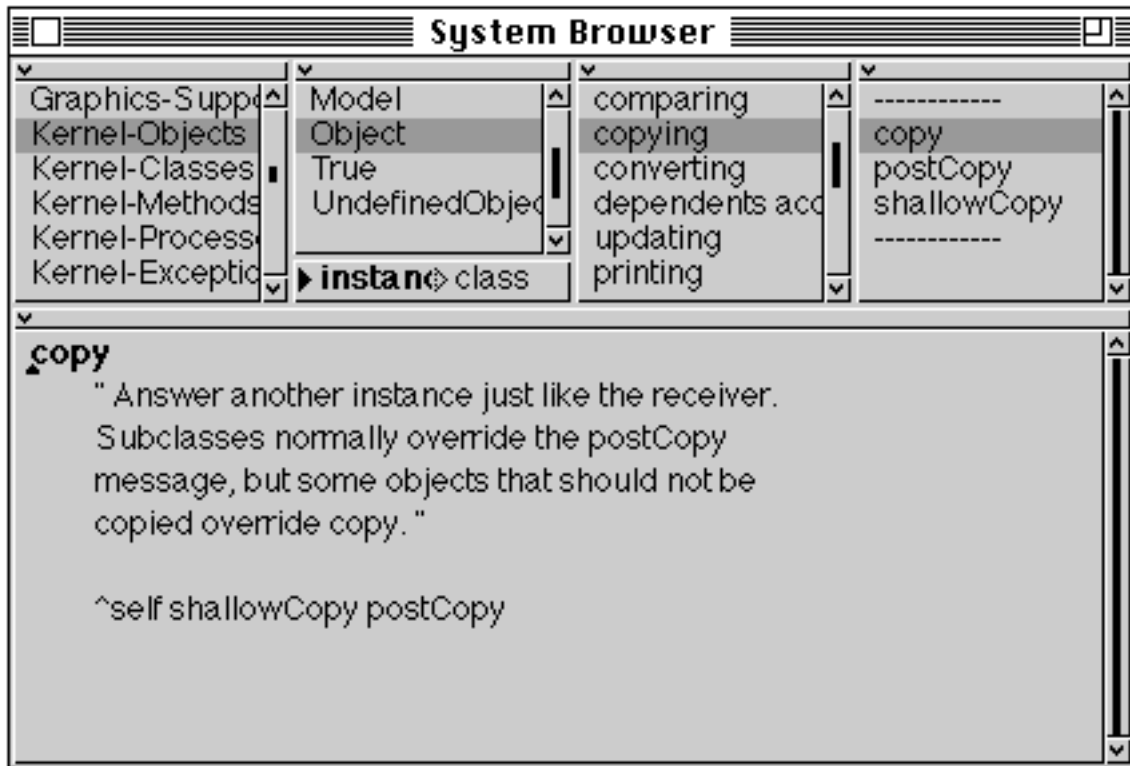 System Browser
Graphics-Suppo
Kernel-Objects
Kernel-Classes
Kernel-Methods
Kernel-Process
Kernel-Exceptio
Model
Object
True
UndefinedObjec
instanc class
comparing
copying
converting
dependents acc
updating
printing
------------
copy
postCopy
shallowCopy
------------
copy
" Answer another instance just like the receiver.
Subclasses normally override the postCopy
message, but some objects that should not be
copied override copy. "
^self shallowCopy postCopy